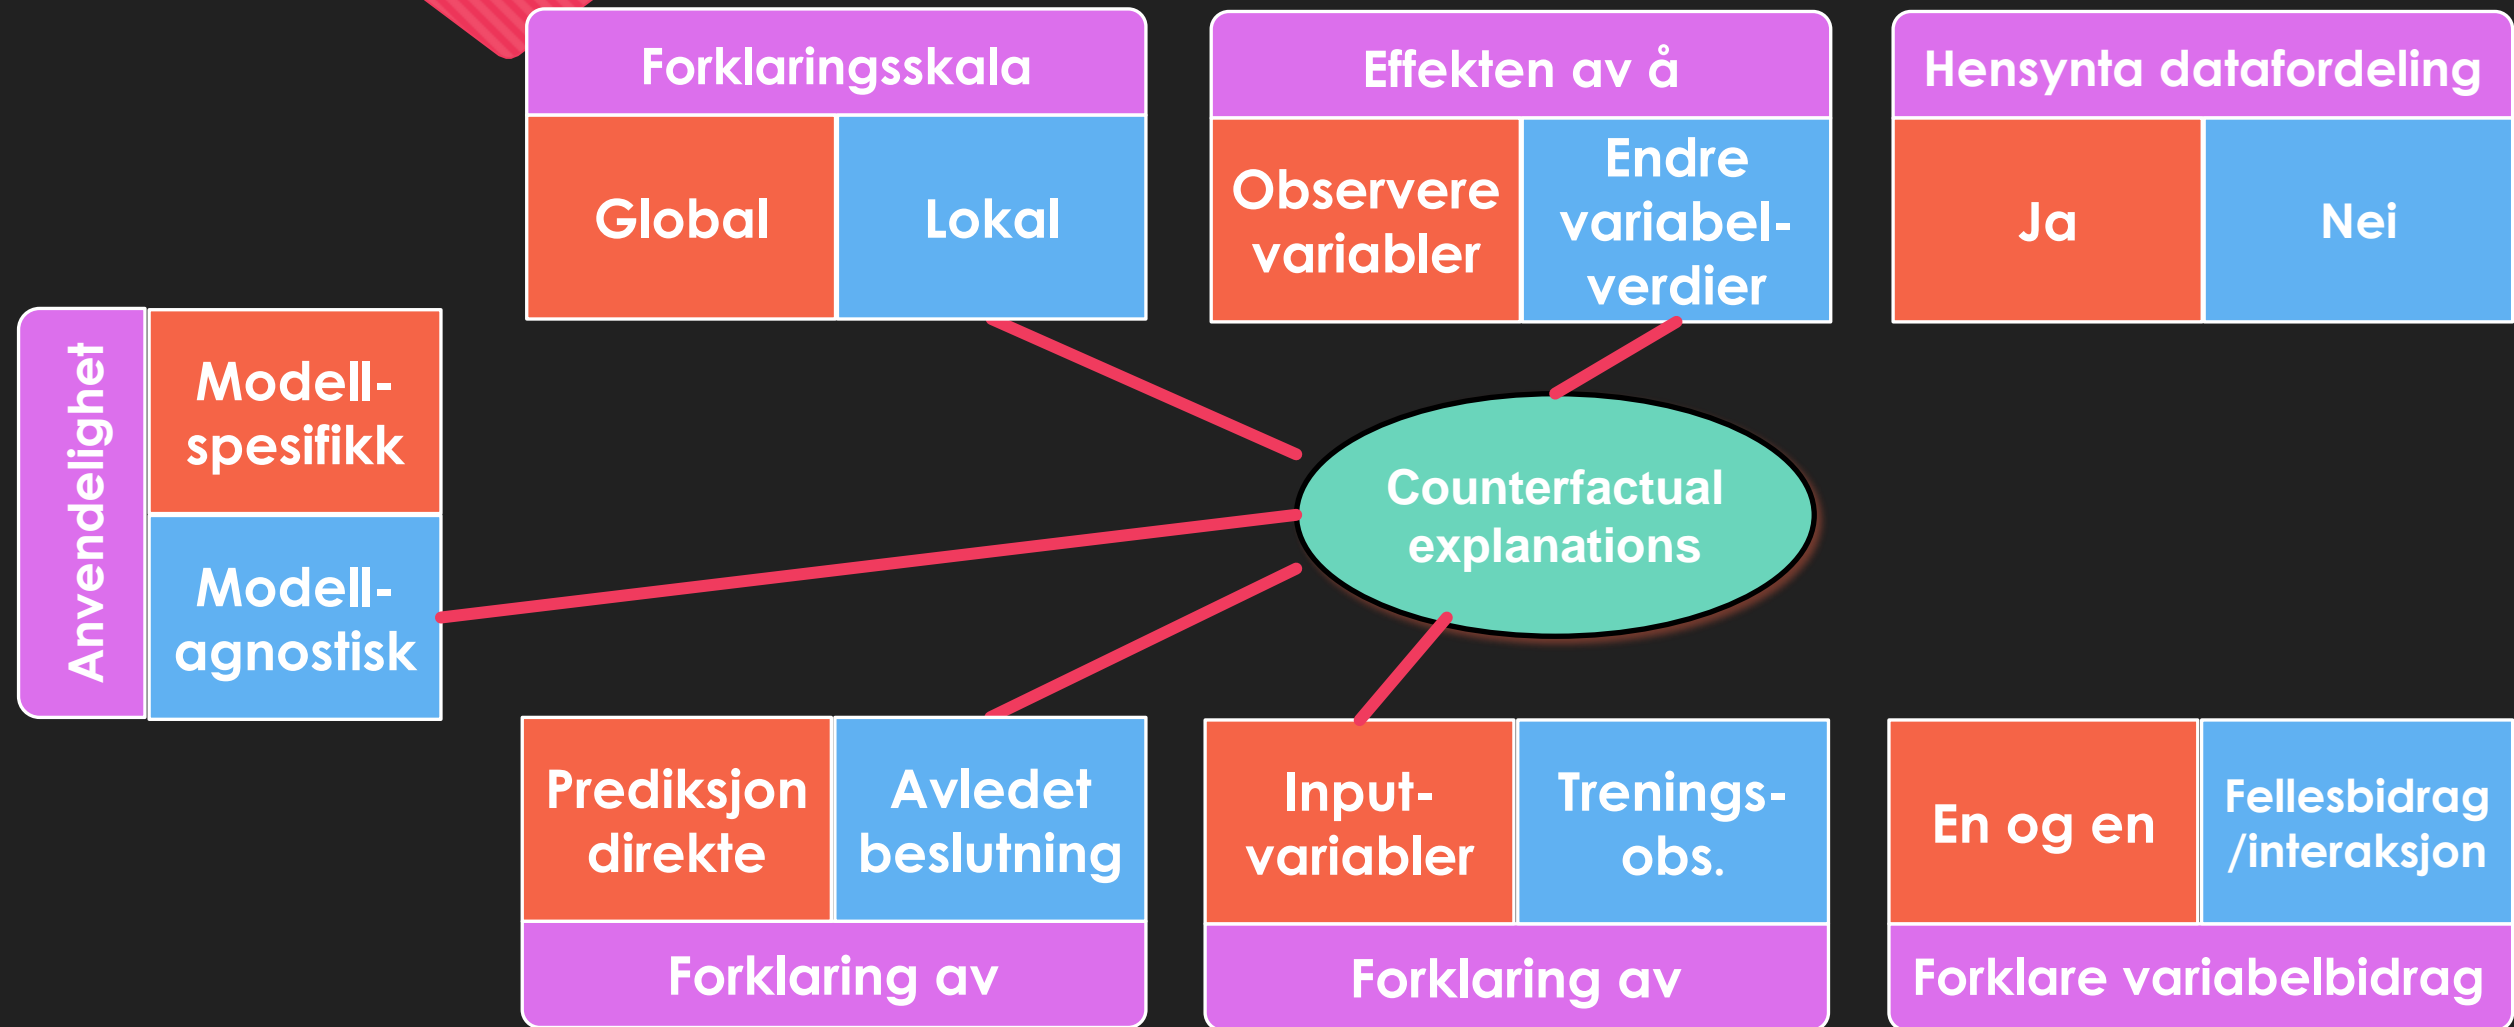 Forklaringsskala
Global
Lokal
Effekten av å
Observere
variabler
Endre
variabel-
verdier
Hensynta datafordeling
Ja
Nei
Anvendelighet
Modell-
spesifikk
Modell-
agnostisk
Counterfactual
explanations
Prediksjon
direkte
Avledet
beslutning
Forklaring av
Input-
variabler
Trenings-
obs.
Forklaring av
En og en
Fellesbidrag
/interaksjon
Forklare variabelbidrag